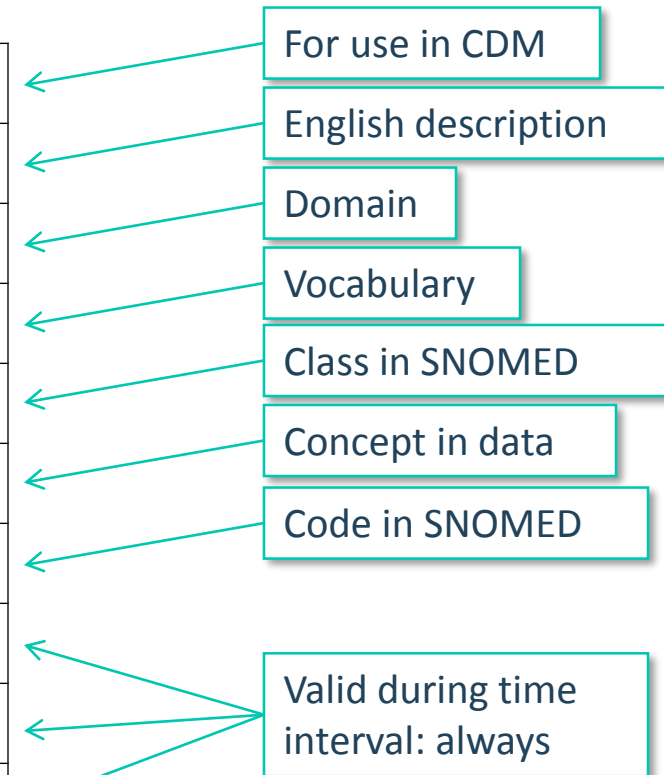 For use in CDM
English description
Domain
Vocabulary
Class in SNOMED
Concept in data
Code in SNOMED
Valid during time
interval: always